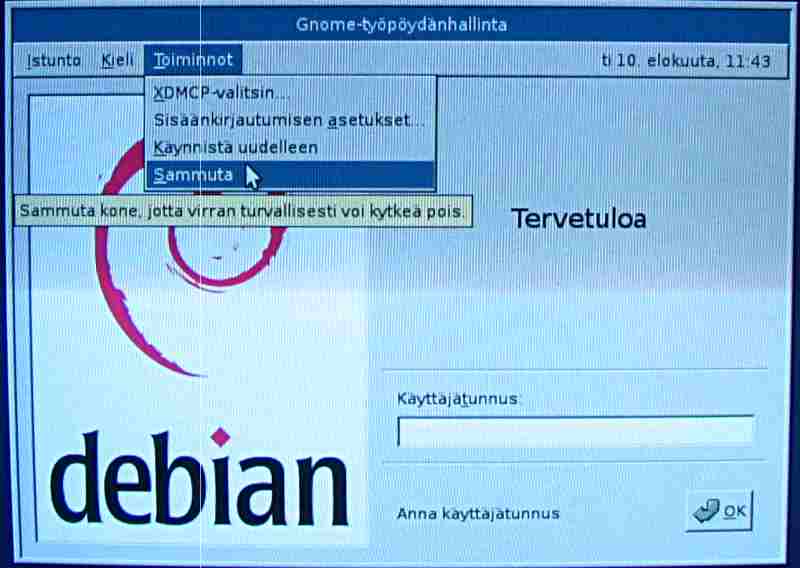 Gnome-työpöydänhallinta
Istunto Kieli Toiminnot ti 10. elokuuta, 11:43
XDMCP-valitsin...
Sisäänkirjautumisen asetukset...
Käynnistä uudelleen
Sammuta
Sammuta kone, jotta virran turvallisesti voi kytkeä pois.
Tervetuloa
Käyttäjätunnus:
debian
Anna käyttäjätunnus
OK